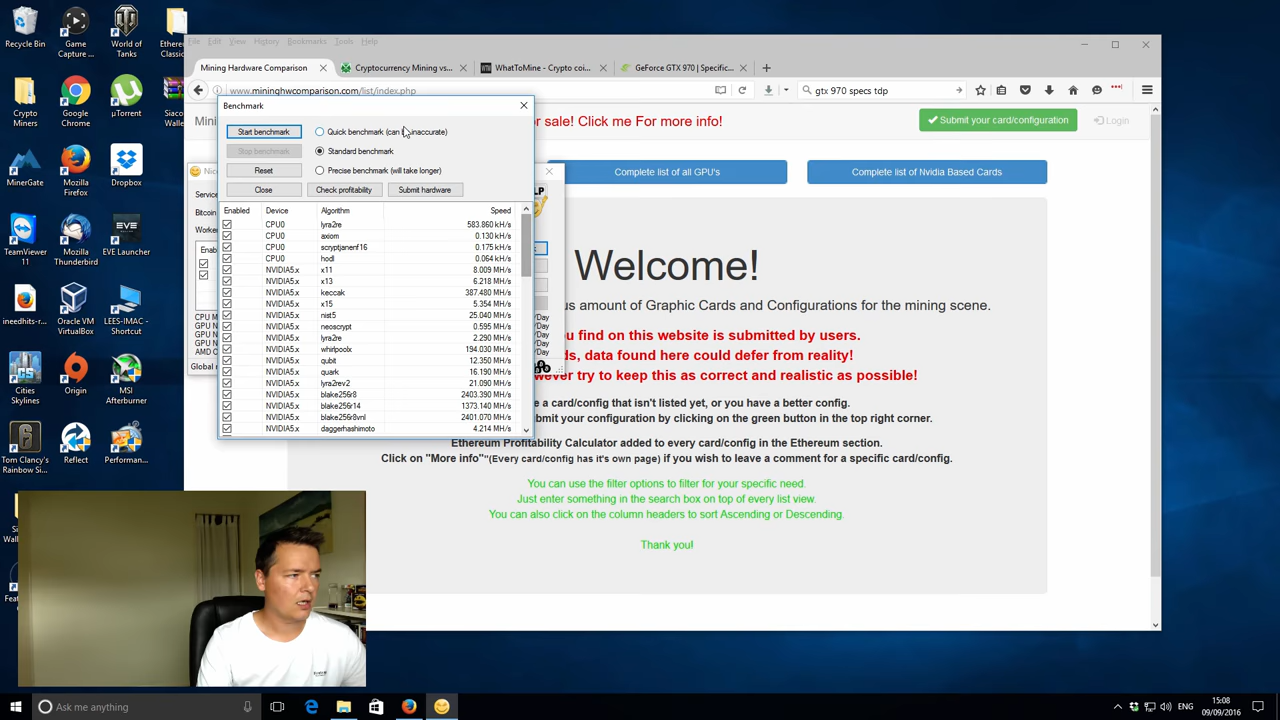 Recycle Bin
Game
Capture ...
World of
Tanks
Classic
Crypto
Miners
Google
Chrome
µTorrent
Siacoi
MinerGate
Mozilla
Firefox
Dropbox
TeamViewer
11
Mozilla
Thunderbird
EVE Launcher
ineedhits-r...
Oracle VM
VirtualBox
LEES-IMAC -
Shortcut
Cities
Skylines
Origin
MSI
Afterburner
Tom Clancy's
Rainbow Si...
Reflect
Performan...
File Edit View History Bookmarks Tools Help
Mining Hardware Comparison
Cryptocurrency Mining vs...
WhatToMine - Crypto coi...
GeForce GTX 970 | Specific...
www.mininghwcomparison.com/list/index.php
gtx 970 specs tdp
or sale! Click me For more info!
Submit your card/configuration
Login
Complete list of all GPU's
Complete list of Nvidia Based Cards
Welcome!
us amount of Graphic Cards and Configurations for the mining scene.
u find on this website is submitted by users.
ds, data found here could defer from reality!
wever try to keep this as correct and realistic as possible!
e a card/config that isn't listed yet, or you have a better config.
bmit your configuration by clicking on the green button in the top right corner.
Ethereum Profitability Calculator added to every card/config in the Ethereum section.
Click on "More info""(Every card/config has it's own page) if you wish to leave a comment for a specific card/config.
You can use the filter options to filter for your specific need.
Just enter something in the search box on top of every list view.
You can also click on the column headers to sort Ascending or Descending.
Thank you!
Benchmark
Start benchmark
Quick benchmark (can be inaccurate)
Stop benchmark
Standard benchmark
Reset
Precise benchmark (will take longer)
Close
Check profitability
Submit hardware
Enabled Device Algorithm Speed
CPU0 lyra2re 583.860 kH/s
CPU0 axiom 0.130 kH/s
CPU0 scryptjanenf16 0.175 kH/s
CPU0 hodl 0.064 kH/s
NVIDIA5.x x11 8.009 MH/s
NVIDIA5.x x13 6.218 MH/s
NVIDIA5.x keccak 387.480 MH/s
NVIDIA5.x x15 5.354 MH/s
NVIDIA5.x nist5 25.040 MH/s
NVIDIA5.x neoscrypt 0.595 MH/s
NVIDIA5.x lyra2re 2.290 MH/s
NVIDIA5.x whirlpoolx 194.030 MH/s
NVIDIA5.x qubit 12.350 MH/s
NVIDIA5.x quark 16.190 MH/s
NVIDIA5.x lyra2rev2 21.090 MH/s
NVIDIA5.x blake256r8 2403.390 MH/s
NVIDIA5.x blake256r14 1373.140 MH/s
NVIDIA5.x blake256r8vnl 2401.070 MH/s
NVIDIA5.x daggerhashimoto 4.214 MH/s
Ask me anything
ENG
15:08
09/09/2016